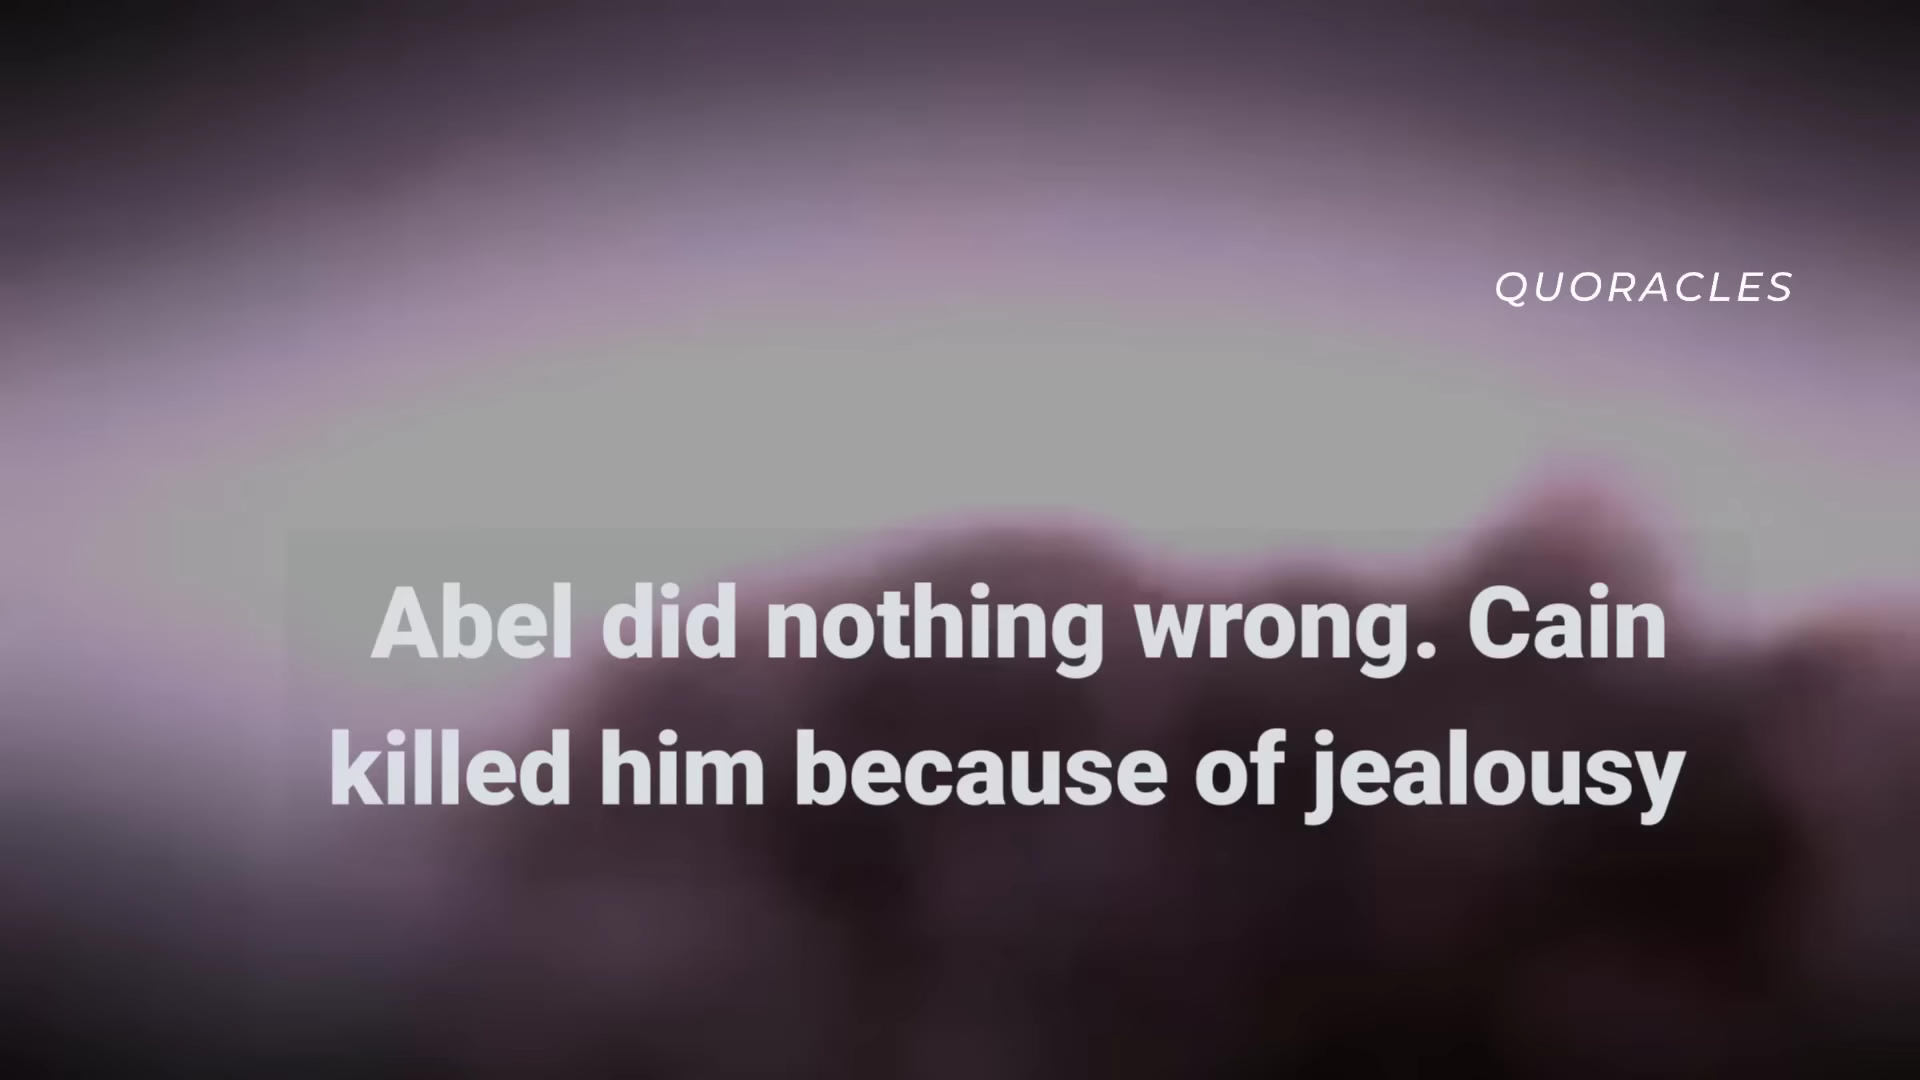 QUORACLES
Abel did nothing wrong. Cain
killed him because of jealousy